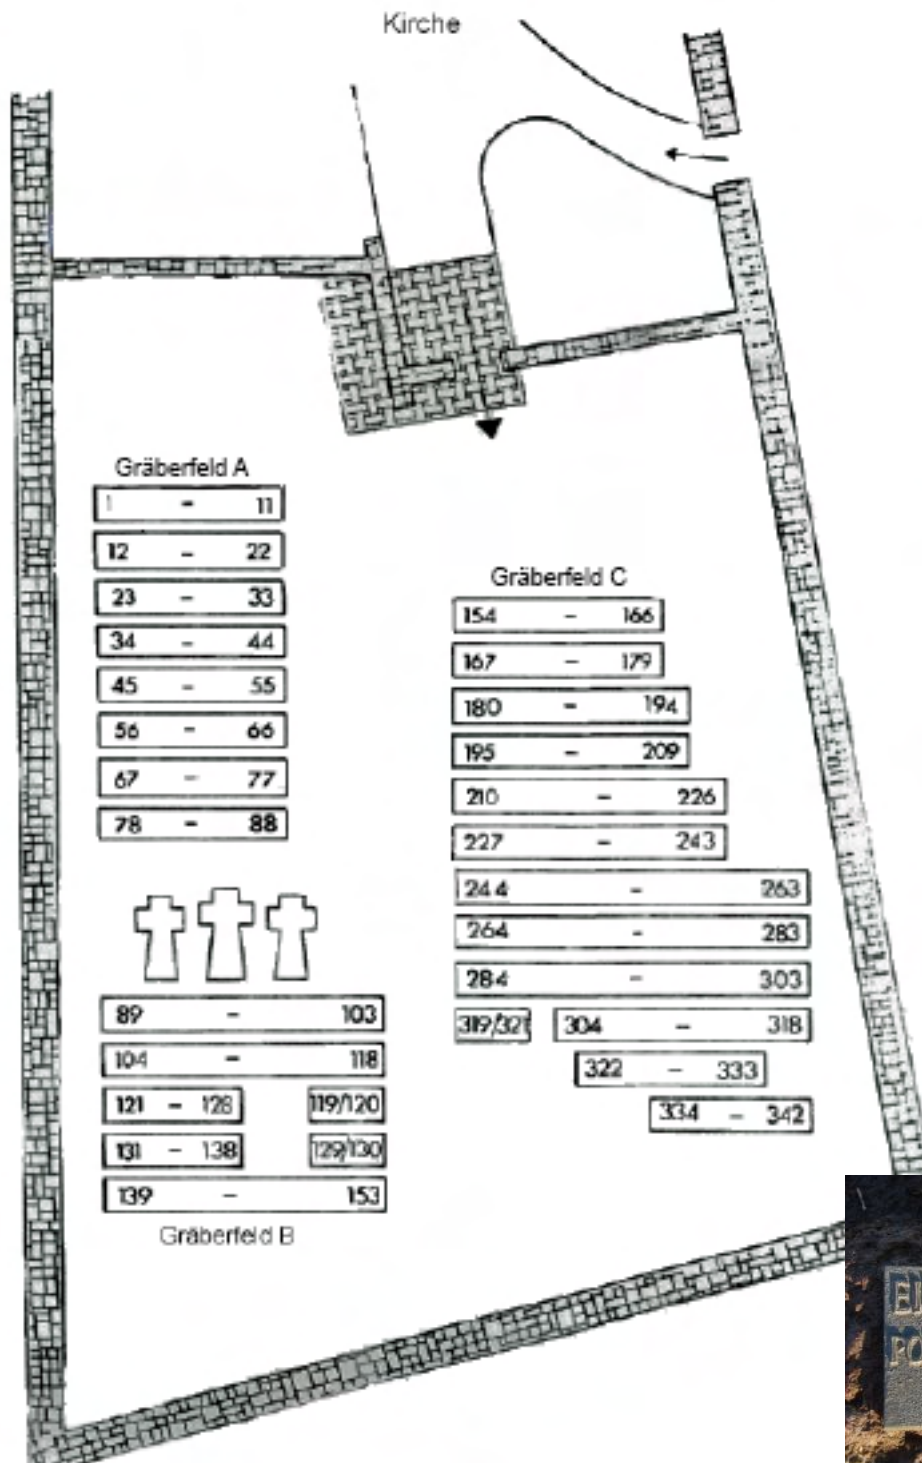 Kirche
Gräberfeld A
1 - 11
12 - 22
23 - 33
34 - 44
45 - 55
56 - 66
67 - 77
78 - 88
89 - 103
104 - 118
121 - 128 119/120
131 - 138 129/130
139 - 153
Gräberfeld B
Gräberfeld C
154 - 166
167 - 179
180 - 194
195 - 209
210 - 226
227 - 243
244 - 263
264 - 283
284 - 303
319/321 304 - 318
322 - 333
334 - 342